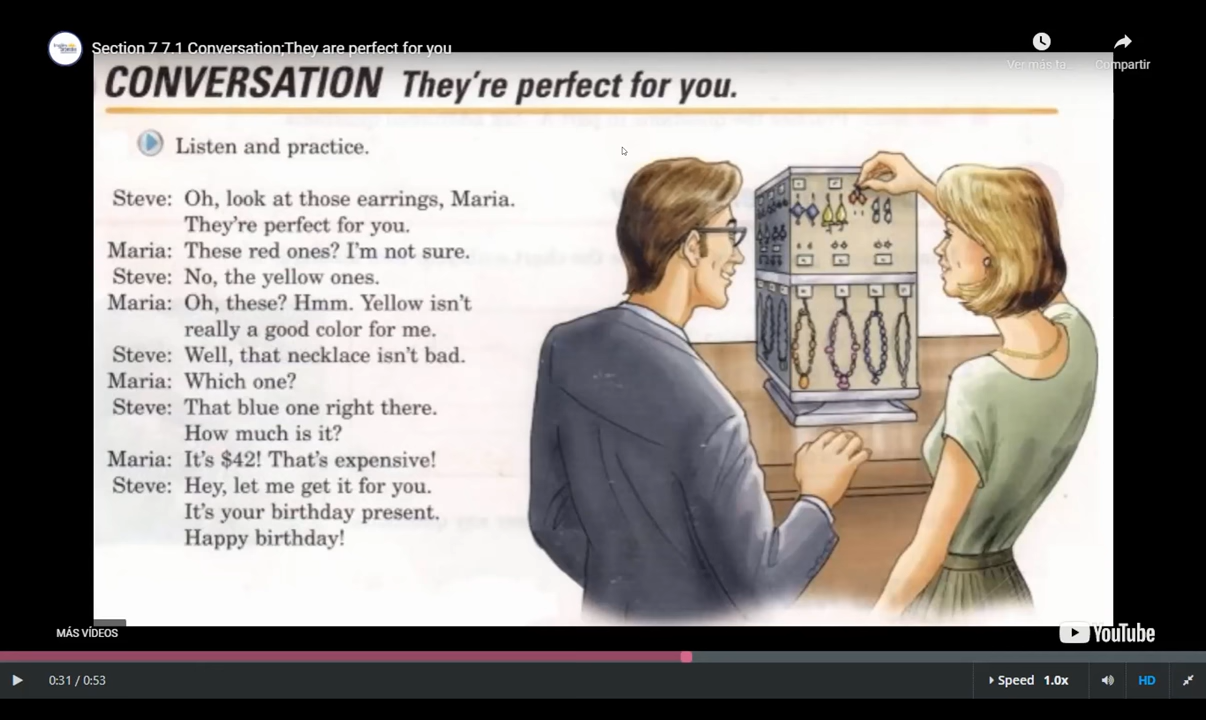 Section 7.7.1 Conversation;They are perfect for you
Ver más ta
Compartir
CONVERSATION They're perfect for you.
Listen and practice.
Steve: Oh, look at those earrings, Maria.
They're perfect for you.
Maria: These red ones? I'm not sure.
Steve: No, the yellow ones.
Maria: Oh, these? Hmm. Yellow isn't
really a good color for me.
Steve: Well, that necklace isn't bad.
Maria: Which one?
Steve: That blue one right there.
How much is it?
Maria: It's $42! That's expensive!
Steve: Hey, let me get it for you.
It's your birthday present.
Happy birthday!
MÁS VÍDEOS
YouTube
0:31 / 0:53
Speed 1.0x
HD